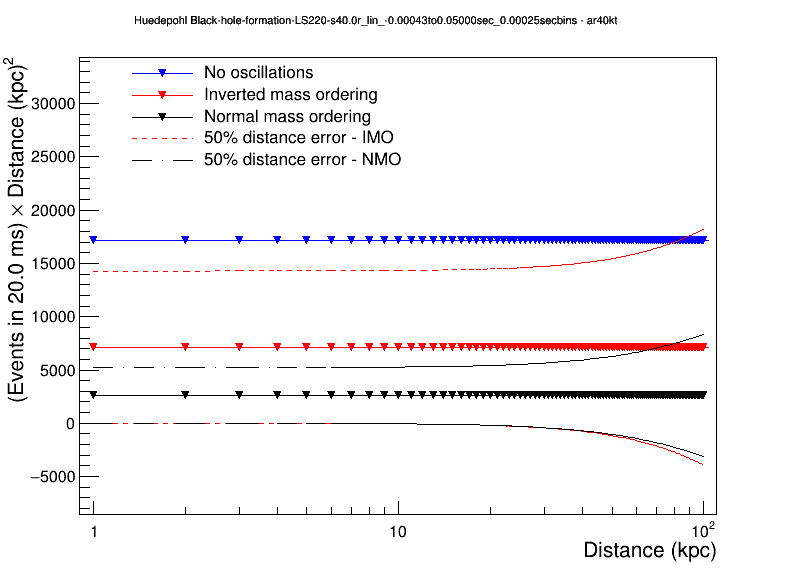 Huedepohl Black-hole-formation-LS220-s40.0r_lin_-0.00043to0.05000sec_0.00025secbins - ar40kt
No oscillations
Inverted mass ordering
Normal mass ordering
50% distance error - IMO
50% distance error - NMO
(Events in 20.0 ms) × Distance (kpc)²
30000
25000
20000
15000
10000
5000
0
−5000
1
10
10²
Distance (kpc)